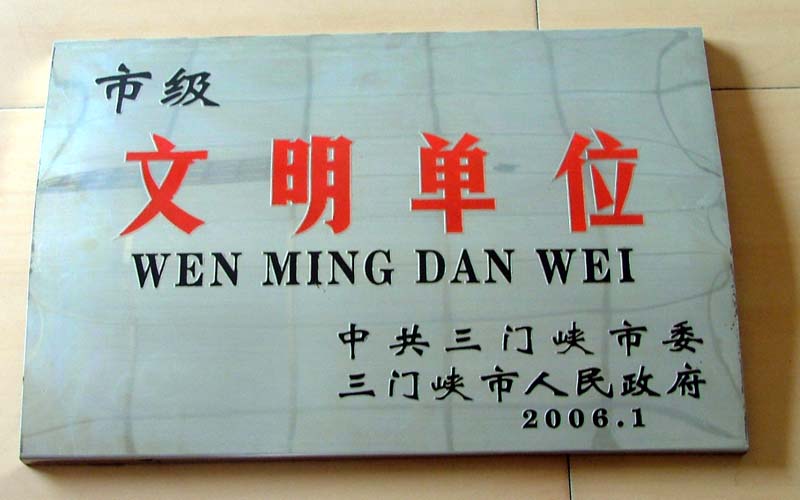 市级
文明单位
WEN MING DAN WEI
中共三门峡市委
三门峡市人民政府
2006.1